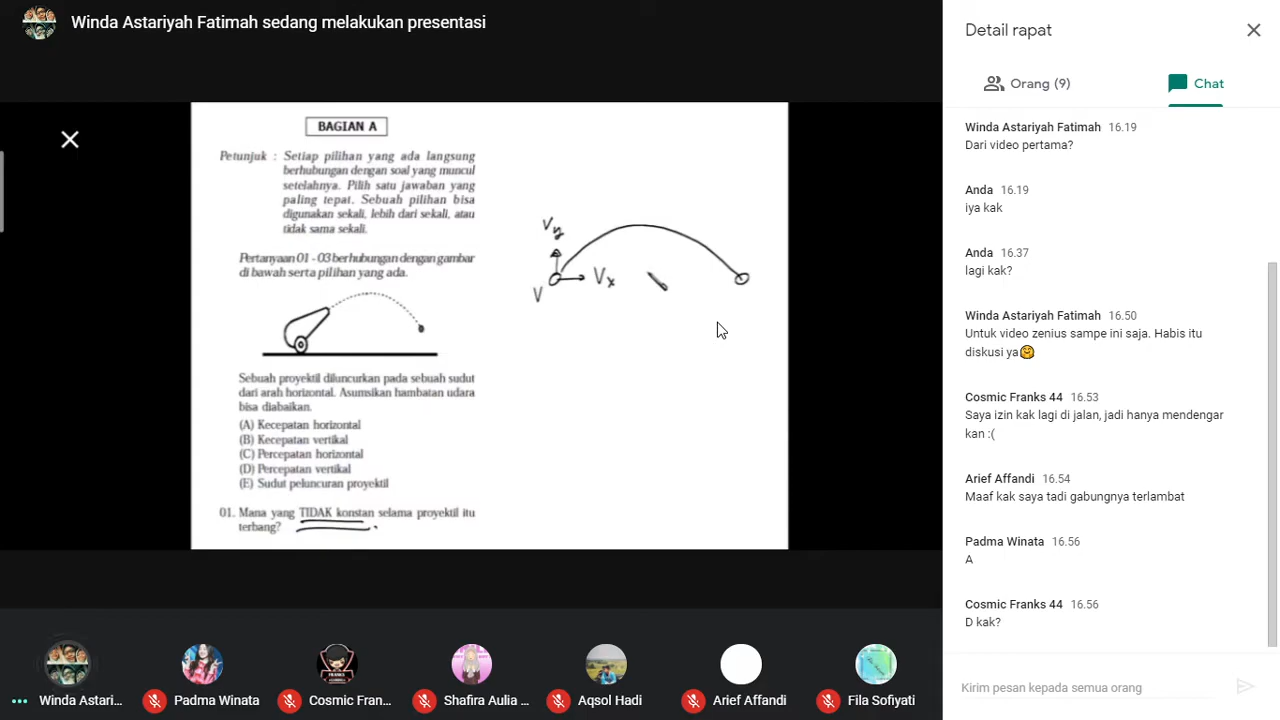 Winda Astariyah Fatimah sedang melakukan presentasi
BAGIAN A
Petunjuk : Setiap pilihan yang ada langsung
berhubungan dengan soal yang muncul
setelahnya. Pilih satu jawaban yang
paling tepat. Sebuah pilihan bisa
digunakan sekali, lebih dari sekali, atau
tidak sama sekali.
Pertanyaan 01 - 03 berhubungan dengan gambar
di bawah serta pilihan yang ada.
Sebuah proyektil diluncurkan pada sebuah sudut
dari arah horizontal. Asumsikan hambatan udara
bisa diabaikan.
(A) Kecepatan horizontal
(B) Kecepatan vertikal
(C) Percepatan horizontal
(D) Percepatan vertikal
(E) Sudut peluncuran proyektil
01. Mana yang TIDAK konstan selama proyektil itu
terbang?
Vy
V
Vx
Winda Astari...
Padma Winata
Cosmic Fran...
Shafira Aulia ...
Aqsol Hadi
Arief Affandi
Fila Sofiyati
Detail rapat
Orang (9)
Chat
Winda Astariyah Fatimah 16.19
Dari video pertama?
Anda 16.19
iya kak
Anda 16.37
lagi kak?
Winda Astariyah Fatimah 16.50
Untuk video zenius sampe ini saja. Habis itu
diskusi ya🤗
Cosmic Franks 44 16.53
Saya izin kak lagi di jalan, jadi hanya mendengar
kan :(
Arief Affandi 16.54
Maaf kak saya tadi gabungnya terlambat
Padma Winata 16.56
A
Cosmic Franks 44 16.56
D kak?
Kirim pesan kepada semua orang